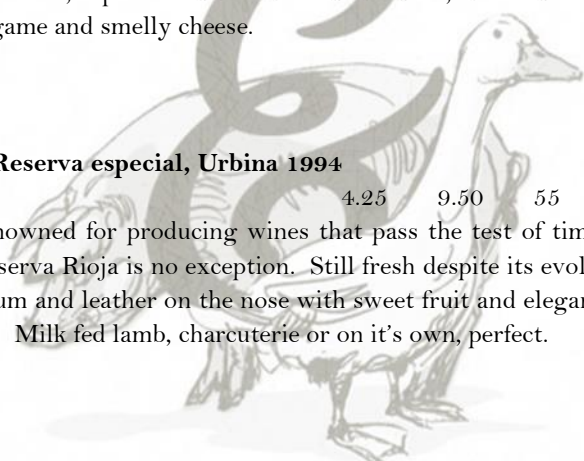 game and smelly cheese.
Reserva especial, Urbina 1994
4.25 9.50 55
nowned for producing wines that pass the test of tim
serva Rioja is no exception. Still fresh despite its evol
um and leather on the nose with sweet fruit and elegan
Milk fed lamb, charcuterie or on it's own, perfect.